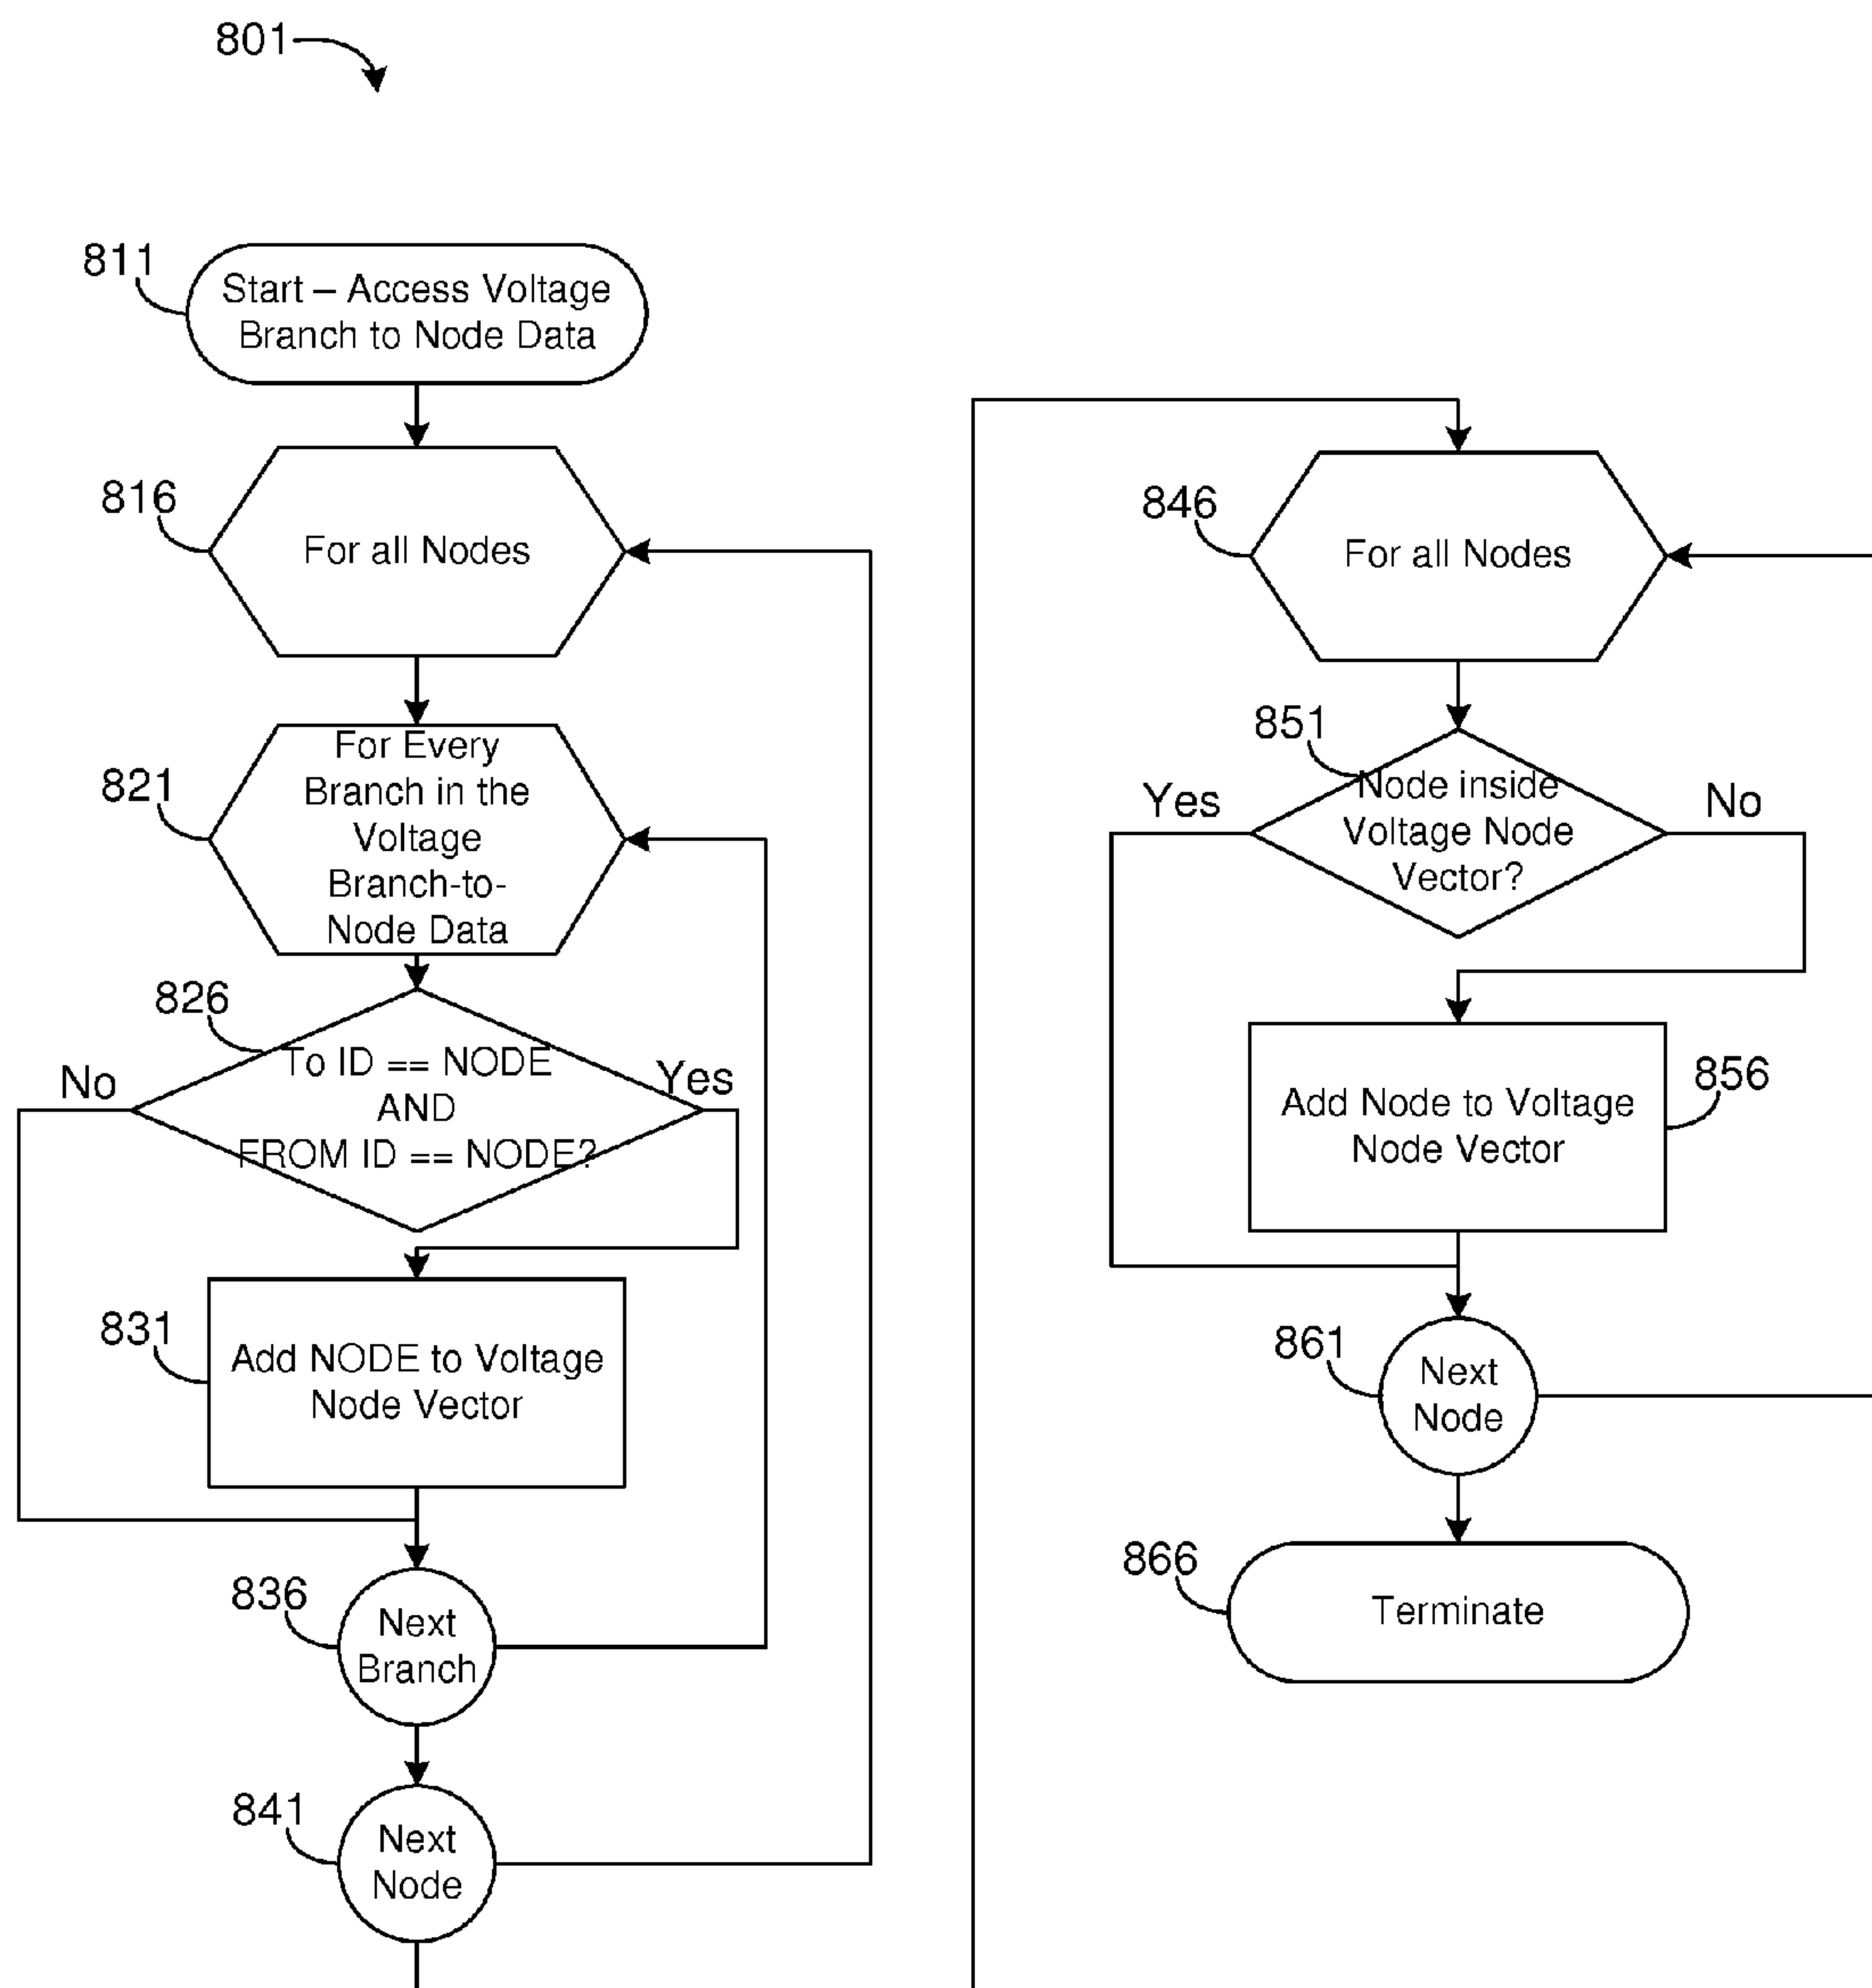 801
811
Start – Access Voltage
Branch to Node Data
816
For all Nodes
821
For Every
Branch in the
Voltage
Branch-to-
Node Data
826
To ID == NODE
AND
FROM ID == NODE?
No
Yes
831
Add NODE to Voltage
Node Vector
836
Next
Branch
841
Next
Node
846
For all Nodes
851
Node inside
Voltage Node
Vector?
Yes
No
856
Add Node to Voltage
Node Vector
861
Next
Node
866
Terminate